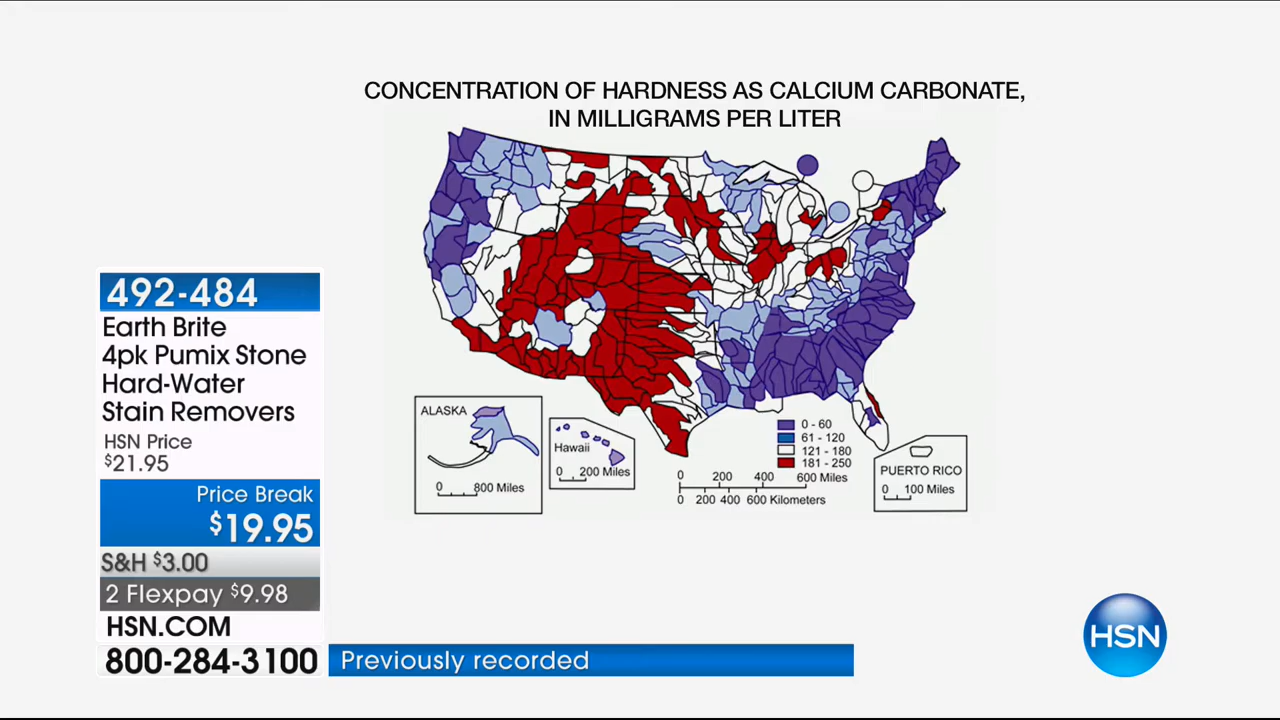 CONCENTRATION OF HARDNESS AS CALCIUM CARBONATE,
IN MILLIGRAMS PER LITER
492-484
Earth Brite
4pk Pumix Stone
Hard-Water
Stain Removers
HSN Price
$21.95
Price Break
$19.95
S&H $3.00
2 Flexpay $9.98
HSN.COM
800-284-3100
Previously recorded
ALASKA
0 800 Miles
Hawaii
0 200 Miles
0 - 60
61 - 120
121 - 180
181 - 250
0 200 400 600 Miles
0 200 400 600 Kilometers
PUERTO RICO
0 100 Miles
HSN